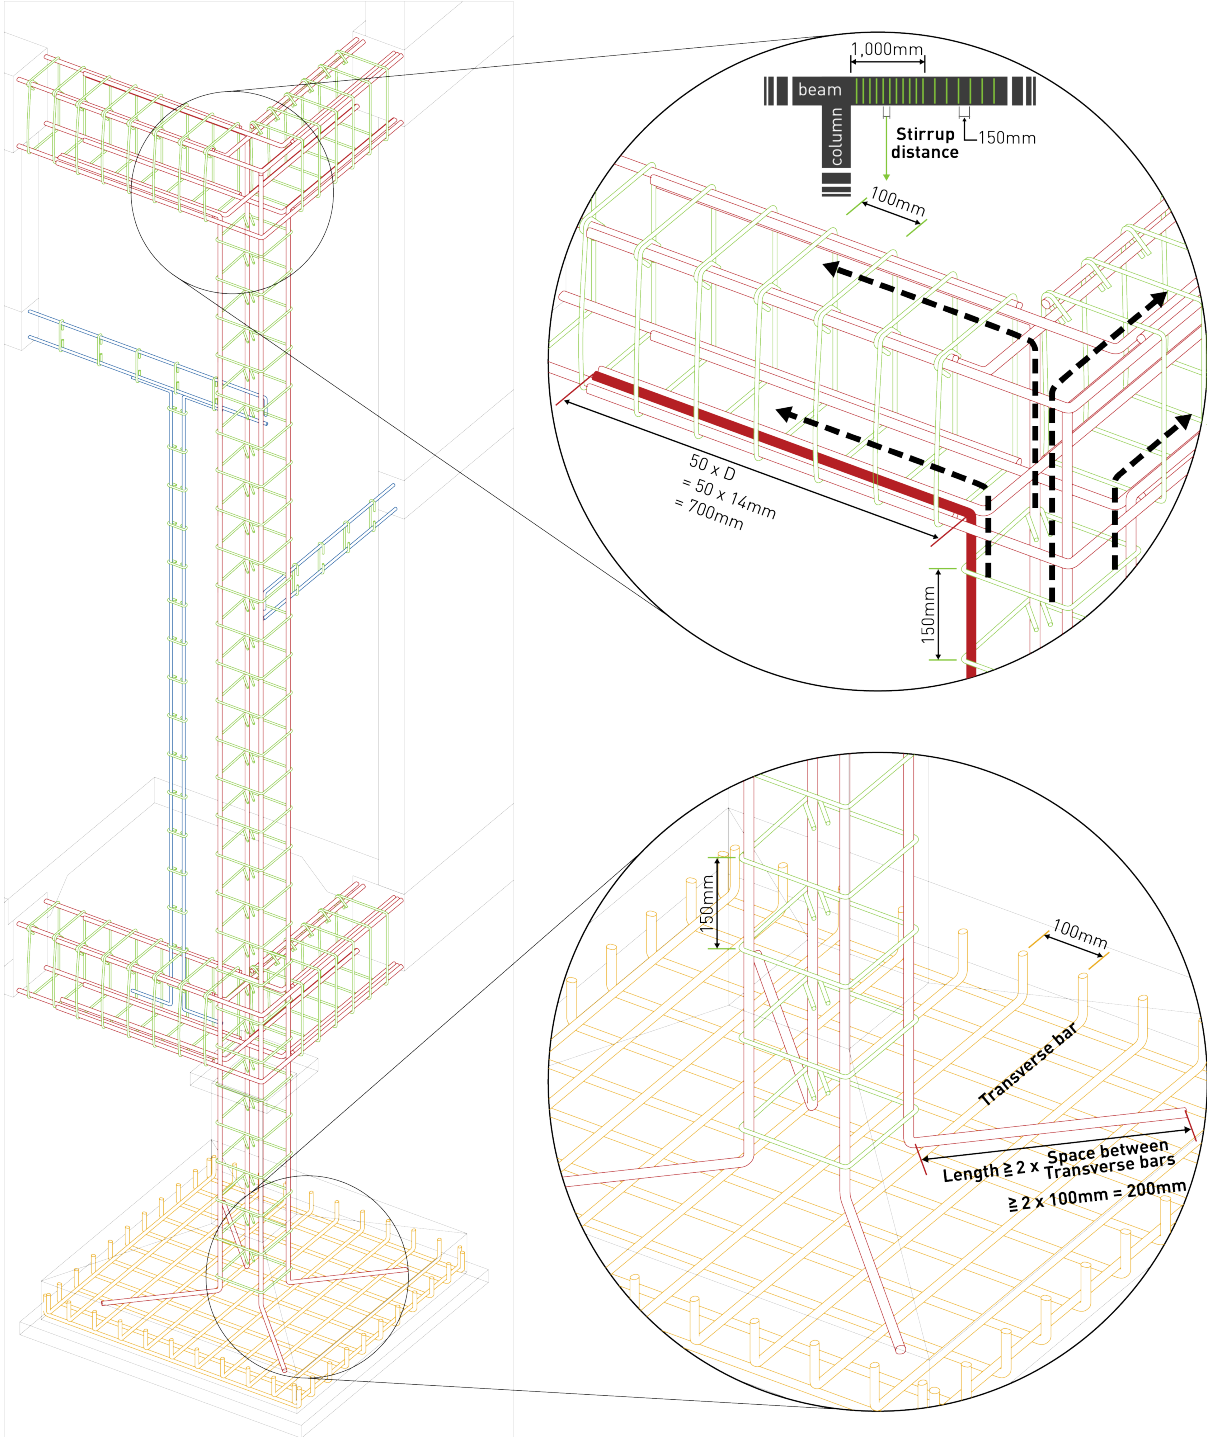 1,000mm
beam
column
Stirrup
distance
150mm
100mm
50 x D
= 50 x 14mm
= 700mm
150mm
150mm
100mm
Transverse bar
Length ≧ 2 x Space between
Transverse bars
≧ 2 x 100mm = 200mm